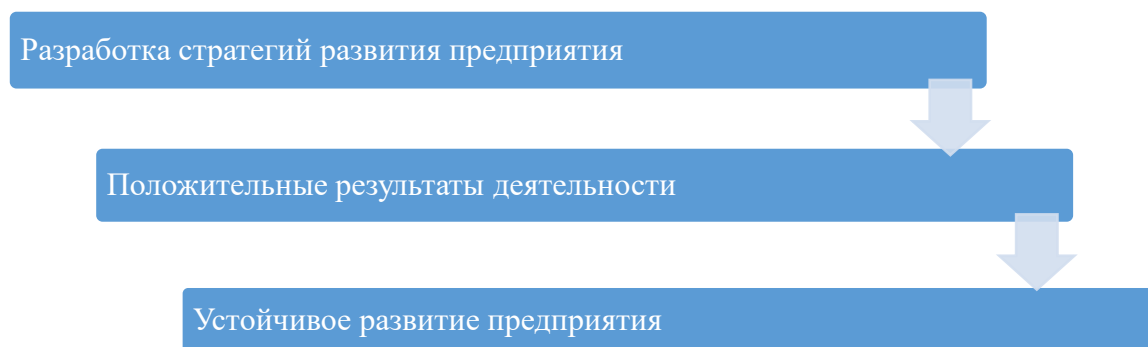 Разработка стратегий развития предприятия
Положительные результаты деятельности
Устойчивое развитие предприятия